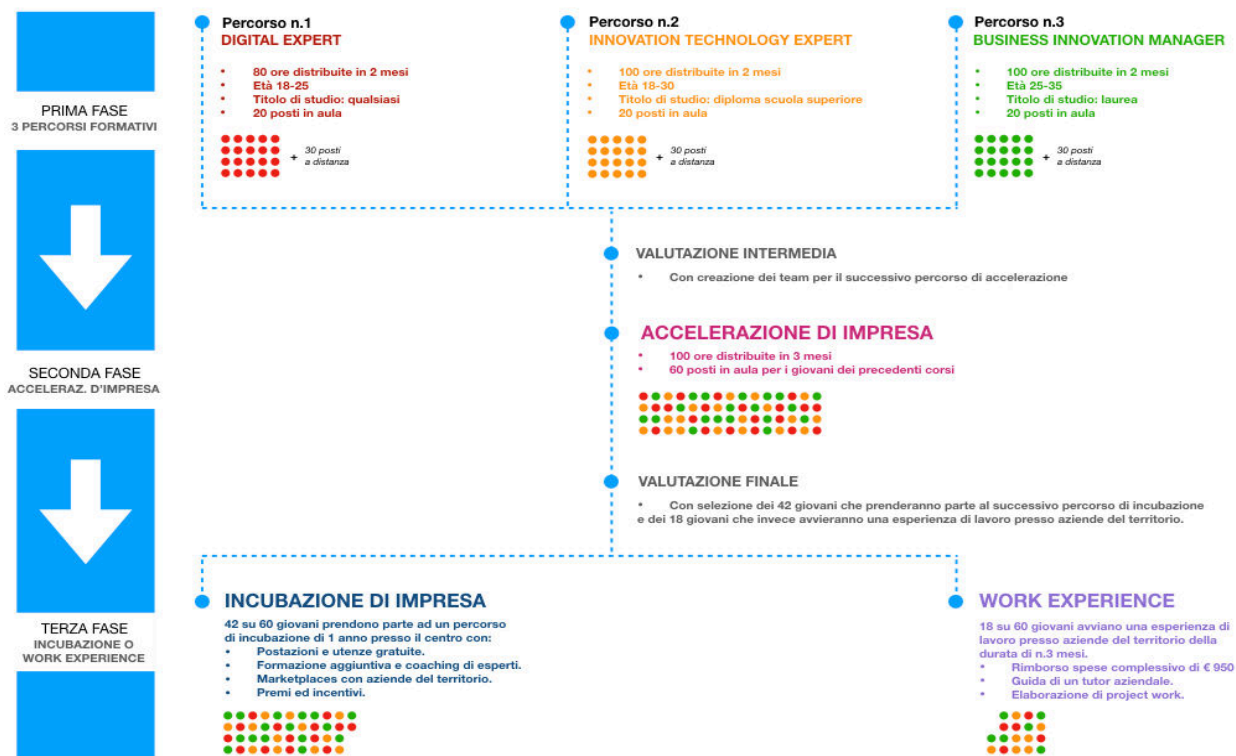 PRIMA FASE
3 PERCORSI FORMATIVI
SECONDA FASE
ACCELERAZ. D'IMPRESA
TERZA FASE
INCUBAZIONE O
WORK EXPERIENCE
Percorso n.1
DIGITAL EXPERT
• 80 ore distribuite in 2 mesi
• Età 18-25
• Titolo di studio: qualsiasi
• 20 posti in aula
+ 30 posti
a distanza
Percorso n.2
INNOVATION TECHNOLOGY EXPERT
• 100 ore distribuite in 2 mesi
• Età 18-30
• Titolo di studio: diploma scuola superiore
• 20 posti in aula
+ 30 posti
a distanza
Percorso n.3
BUSINESS INNOVATION MANAGER
• 100 ore distribuite in 2 mesi
• Età 25-35
• Titolo di studio: laurea
• 20 posti in aula
+ 30 posti
a distanza
VALUTAZIONE INTERMEDIA
• Con creazione dei team per il successivo percorso di accelerazione
ACCELERAZIONE DI IMPRESA
• 100 ore distribuite in 3 mesi
• 60 posti in aula per i giovani dei precedenti corsi
VALUTAZIONE FINALE
• Con selezione dei 42 giovani che prenderanno parte al successivo percorso di incubazione
e dei 18 giovani che invece avvieranno una esperienza di lavoro presso aziende del territorio.
INCUBAZIONE DI IMPRESA
42 su 60 giovani prendono parte ad un percorso
di incubazione di 1 anno presso il centro con:
• Postazioni e utenze gratuite.
• Formazione aggiuntiva e coaching di esperti.
• Marketplaces con aziende del territorio.
• Premi ed incentivi.
WORK EXPERIENCE
18 su 60 giovani avviano una esperienza di
lavoro presso aziende del territorio della
durata di n.3 mesi.
• Rimborso spese complessivo di € 950
• Guida di un tutor aziendale.
• Elaborazione di project work.